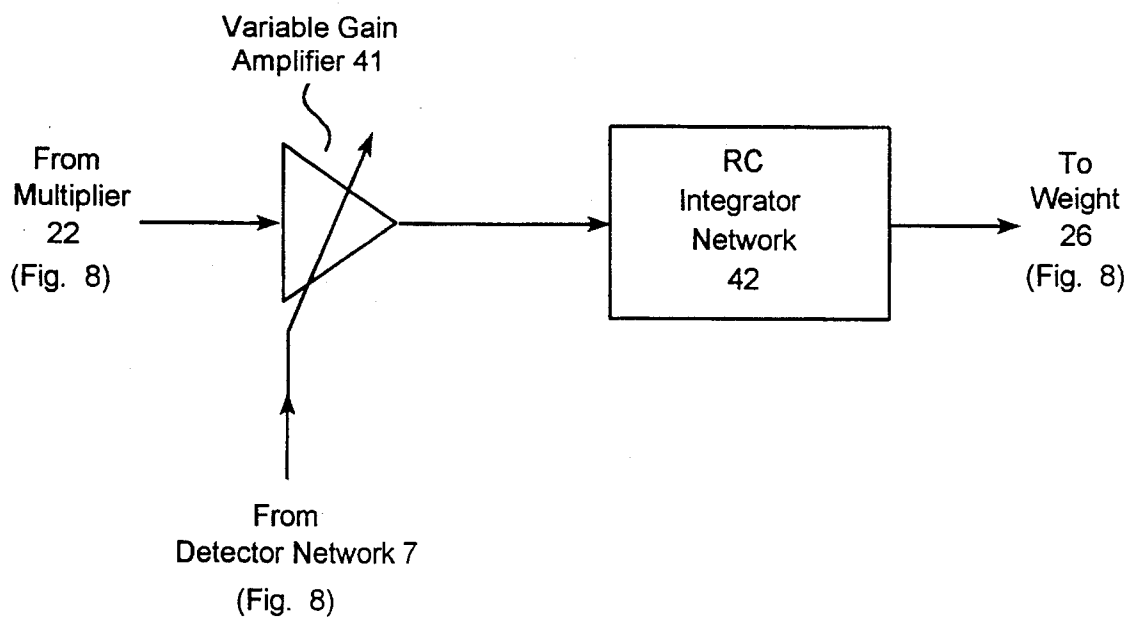 Variable Gain
Amplifier 41
From
Multiplier
22
(Fig. 8)
RC
Integrator
Network
42
To
Weight
26
(Fig. 8)
From
Detector Network 7
(Fig. 8)